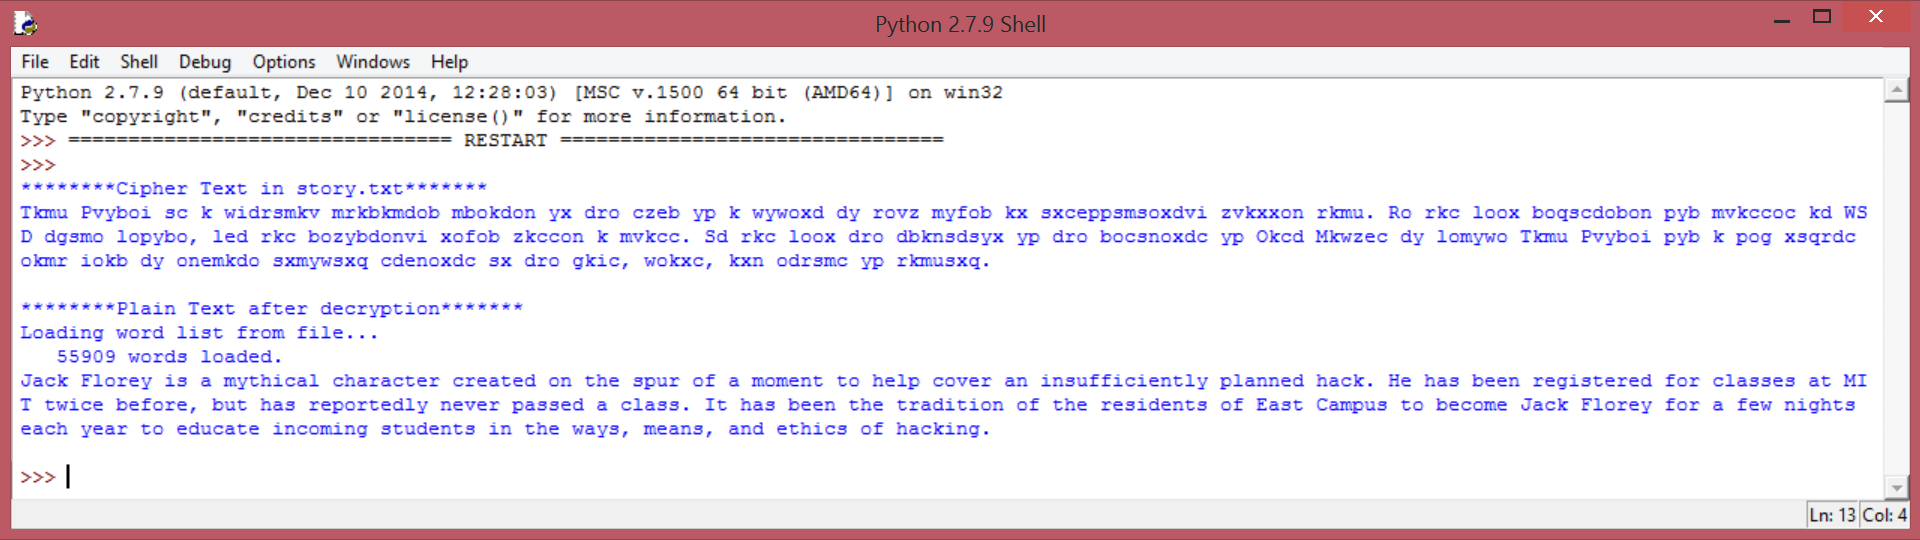 Python 2.7.9 Shell
File Edit Shell Debug Options Windows Help
Python 2.7.9 (default, Dec 10 2014, 12:28:03) [MSC v.1500 64 bit (AMD64)] on win32
Type "copyright", "credits" or "license()" for more information.
>>> ================================ RESTART ================================
>>>
********Cipher Text in story.txt*******
Tkmu Pvyboi sc k widrsmkv mrkbkmdob mbokdon yx dro czeb yp k wywoxd dy rovz myfob kx sxceppsmsoxdvi zvkxxon rkmu. Ro rkc loox boqscdobon pyb mvkccoc kd WS
D dgsmo lopybo, led rkc bozybdonvi xofob zkccon k mvkcc. Sd rkc loox dro dbknsdsyx yp dro bocsnoxdc yp Okcd Mkwzec dy lomywo Tkmu Pvyboi pyb k pog xsqrdc
okmr iokb dy onemkdo sxmywsxq cdenoxdc sx dro gkic, wokxc, kxn odrsmc yp rkmusxq.
********Plain Text after decryption*******
Loading word list from file...
   55909 words loaded.
Jack Florey is a mythical character created on the spur of a moment to help cover an insufficiently planned hack. He has been registered for classes at MI
T twice before, but has reportedly never passed a class. It has been the tradition of the residents of East Campus to become Jack Florey for a few nights
each year to educate incoming students in the ways, means, and ethics of hacking.
>>>
Ln: 13 Col: 4